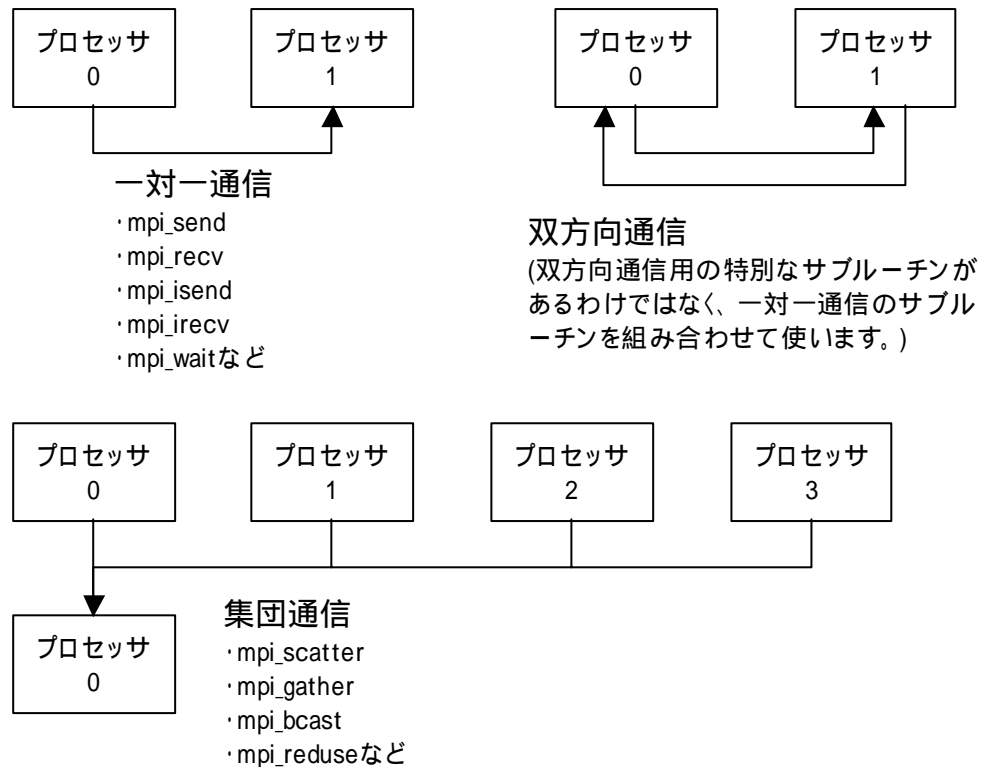 プロセッサ
0
プロセッサ
1
一対一通信
・mpi_send
・mpi_recv
・mpi_isend
・mpi_irecv
・mpi_waitなど
プロセッサ
0
プロセッサ
1
双方向通信
(双方向通信用の特別なサブルーチンが
あるわけではなく、一対一通信のサブル
ーチンを組み合わせて使います。)
プロセッサ
0
プロセッサ
1
プロセッサ
2
プロセッサ
3
プロセッサ
0
集団通信
・mpi_scatter
・mpi_gather
・mpi_bcast
・mpi_reduseなど